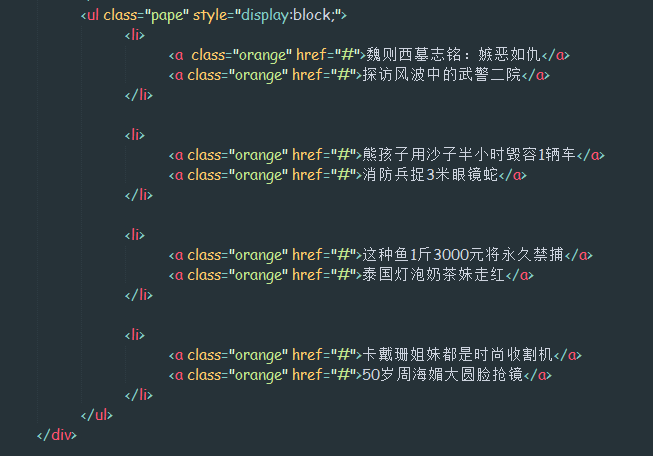 <ul class="pape" style="display:block;">
<li>
<a  class="orange" href="#">魏则西墓志铭：嫉恶如仇</a>
<a class="orange" href="#">探访风波中的武警二院</a>
</li>
<li>
<a class="orange" href="#">熊孩子用沙子半小时毁容1辆车</a>
<a class="orange" href="#">消防兵捉3米眼镜蛇</a>
</li>
<li>
<a class="orange" href="#">这种鱼1斤3000元将永久禁捕</a>
<a class="orange" href="#">泰国灯泡奶茶妹走红</a>
</li>
<li>
<a class="orange" href="#">卡戴珊姐妹都是时尚收割机</a>
<a class="orange" href="#">50岁周海媚大圆脸抢镜</a>
</li>
</ul>
</div>